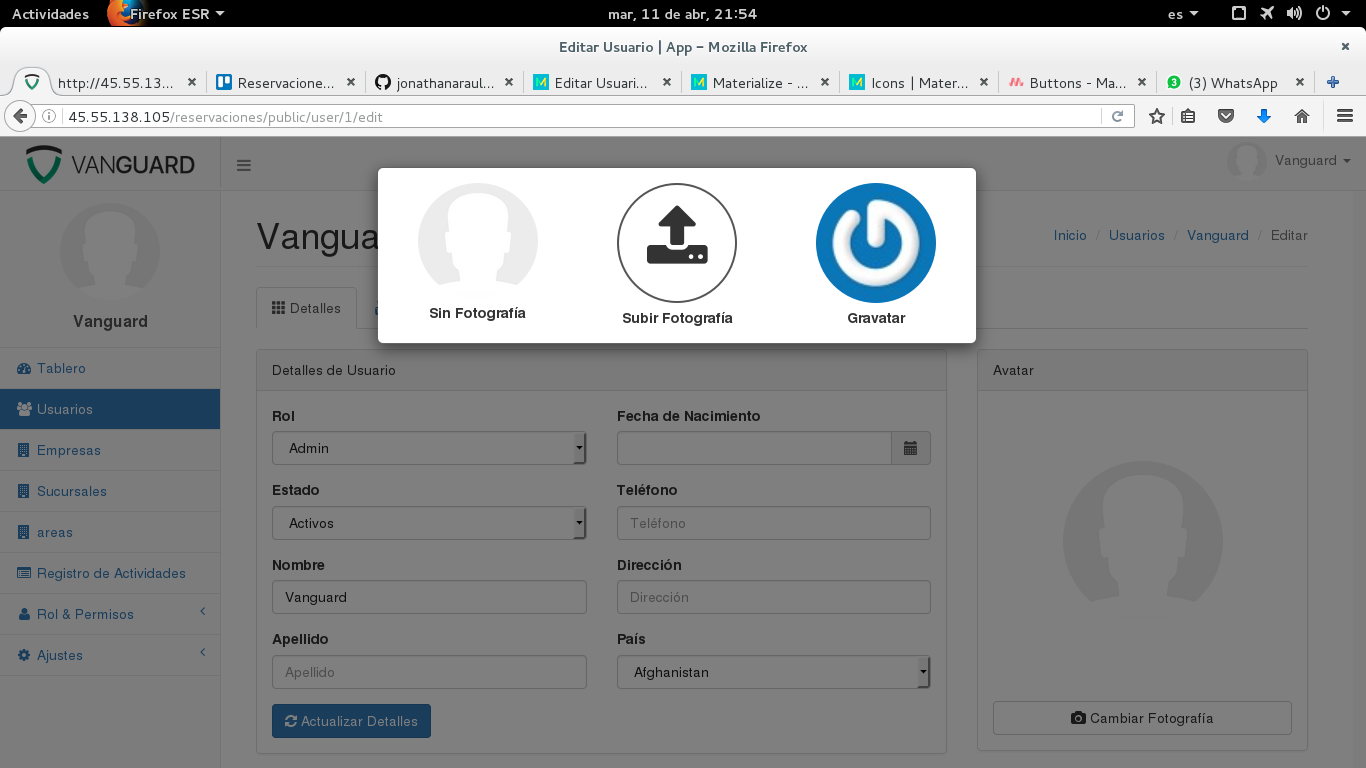 Actividades Firefox ESR mar, 11 de abr, 21:54 es
Editar Usuario | App – Mozilla Firefox
http://45.55.13... Reservacione... jonathanaraul... Editar Usuari... Materialize - ... Icons | Mater... Buttons - Ma... (3) WhatsApp
45.55.138.105/reservaciones/public/user/1/edit
VANGUARD
Vanguard
Sin Fotografía
Subir Fotografía
Gravatar
Vangua
Inicio / Usuarios / Vanguard / Editar
Vanguard
Tablero
Usuarios
Empresas
Sucursales
areas
Registro de Actividades
Rol & Permisos
Ajustes
Detalles
Detalles de Usuario
Rol
Admin
Fecha de Nacimiento
Estado
Activos
Teléfono
Teléfono
Nombre
Vanguard
Dirección
Dirección
Apellido
Apellido
País
Afghanistan
Actualizar Detalles
Avatar
Cambiar Fotografía